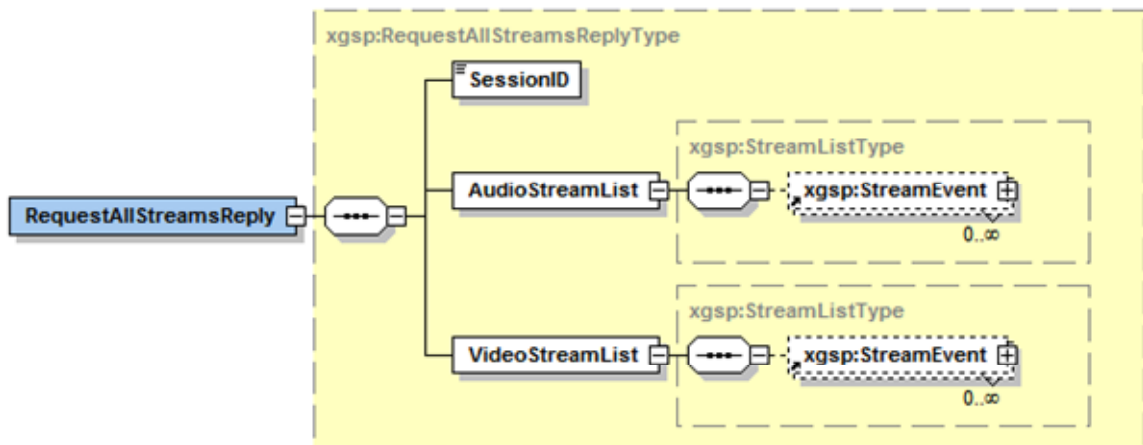 xgsp:RequestAllStreamsReplyType
SessionID
xgsp:StreamListType
AudioStreamList
xgsp:StreamEvent
0..∞
RequestAllStreamsReply
xgsp:StreamListType
VideoStreamList
xgsp:StreamEvent
0..∞